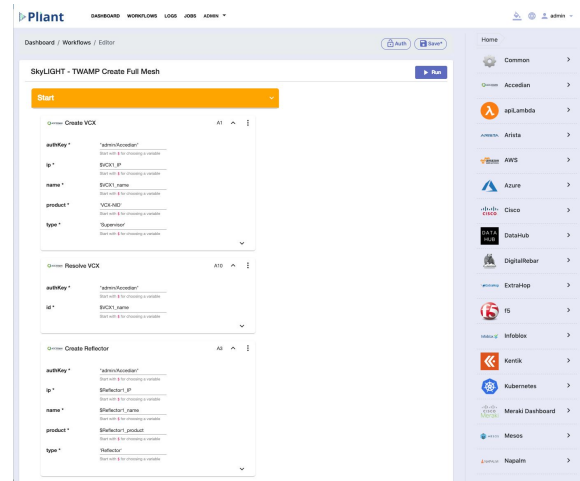 Pliant
DASHBOARD WORKFLOWS LOGS JOBS ADMIN
admin
Dashboard / Workflows / Editor
Auth
Save*
SkyLIGHT - TWAMP Create Full Mesh
Run
Start
Create VCX
A1
authKey *
"admin/Accedian"
Start with $ for choosing a variable
ip *
$VCX1_IP
Start with $ for choosing a variable
name *
$VCX1_name
Start with $ for choosing a variable
product *
'VCX-NID'
Start with $ for choosing a variable
type *
'Supervisor'
Start with $ for choosing a variable
Resolve VCX
A10
authKey *
"admin/Accedian"
Start with $ for choosing a variable
id *
$VCX1_name
Start with $ for choosing a variable
Create Reflector
A3
authKey *
"admin/Accedian"
Start with $ for choosing a variable
ip *
$Reflector1_IP
Start with $ for choosing a variable
name *
$Reflector1_name
Start with $ for choosing a variable
product *
$Reflector1_product
Start with $ for choosing a variable
type *
'Reflector'
Start with $ for choosing a variable
Home
Common
Accedian
apiLambda
ARISTA Arista
AWS
Azure
CISCO Cisco
DATA HUB DataHub
DigitalRebar
ExtraHop
f5
Infoblox
Kentik
Kubernetes
CISCO Meraki Meraki Dashboard
Mesos
Napalm